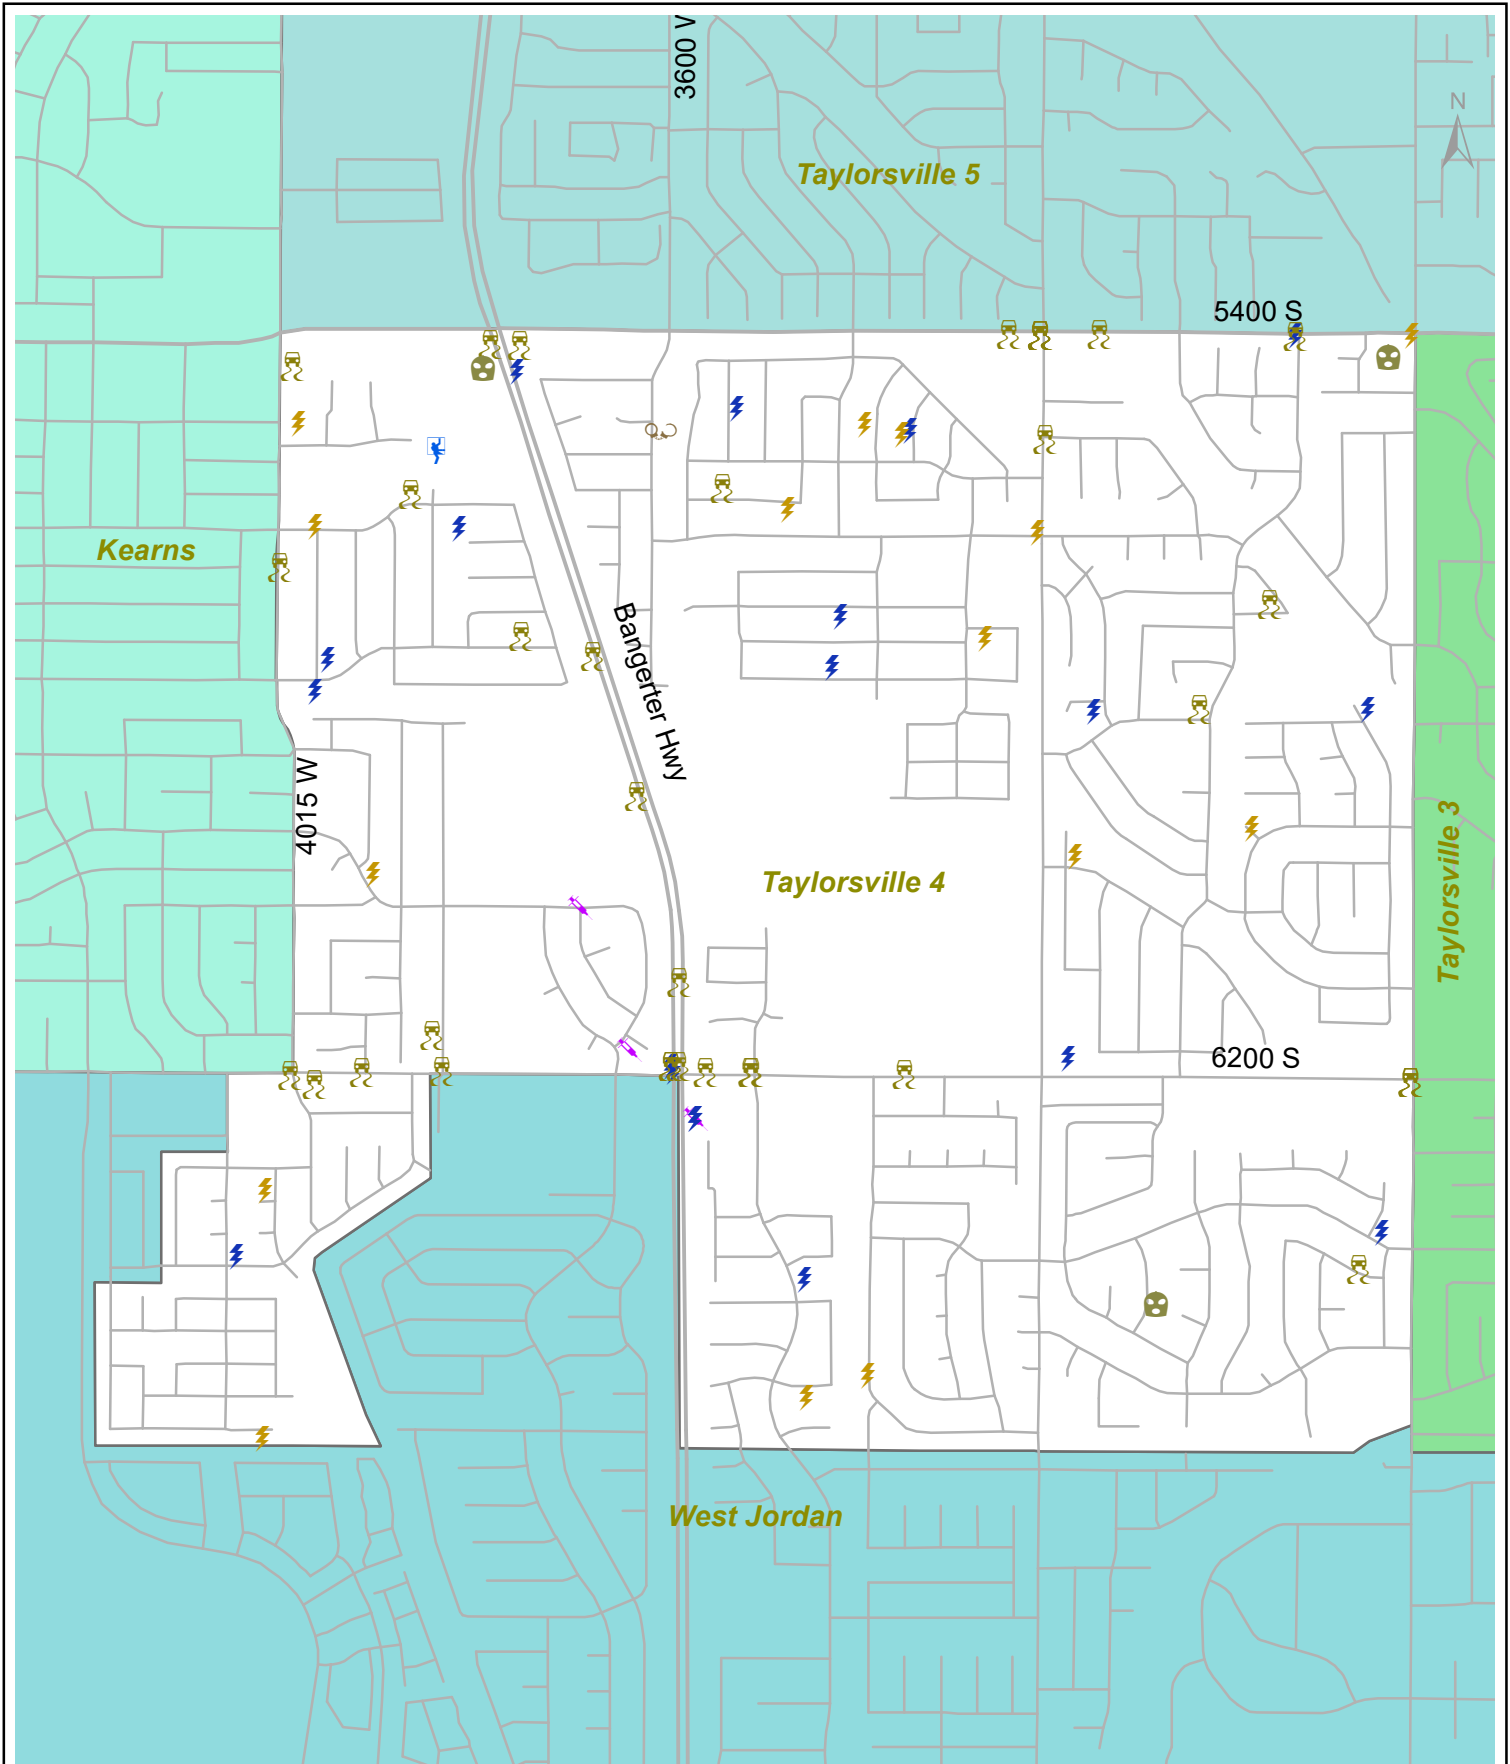 3600 W
N
Taylorsville 5
5400 S
Kearns
Bangerter Hwy
4015 W
Taylorsville 4
Taylorsville 3
6200 S
West Jordan